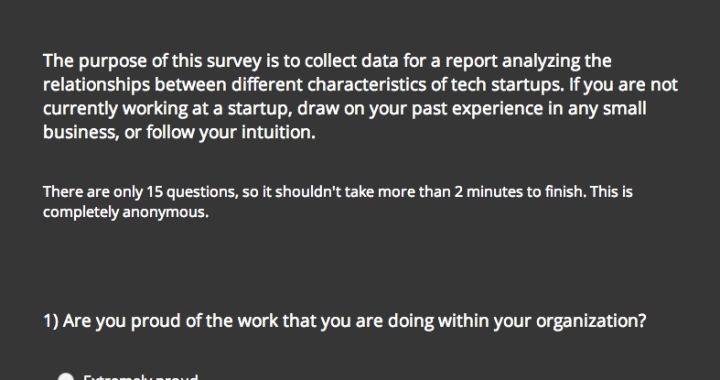 The purpose of this survey is to collect data for a report analyzing the
relationships between different characteristics of tech startups. If you are not
currently working at a startup, draw on your past experience in any small
business, or follow your intuition.
There are only 15 questions, so it shouldn't take more than 2 minutes to finish. This is
completely anonymous.
1) Are you proud of the work that you are doing within your organization?
Extremely proud